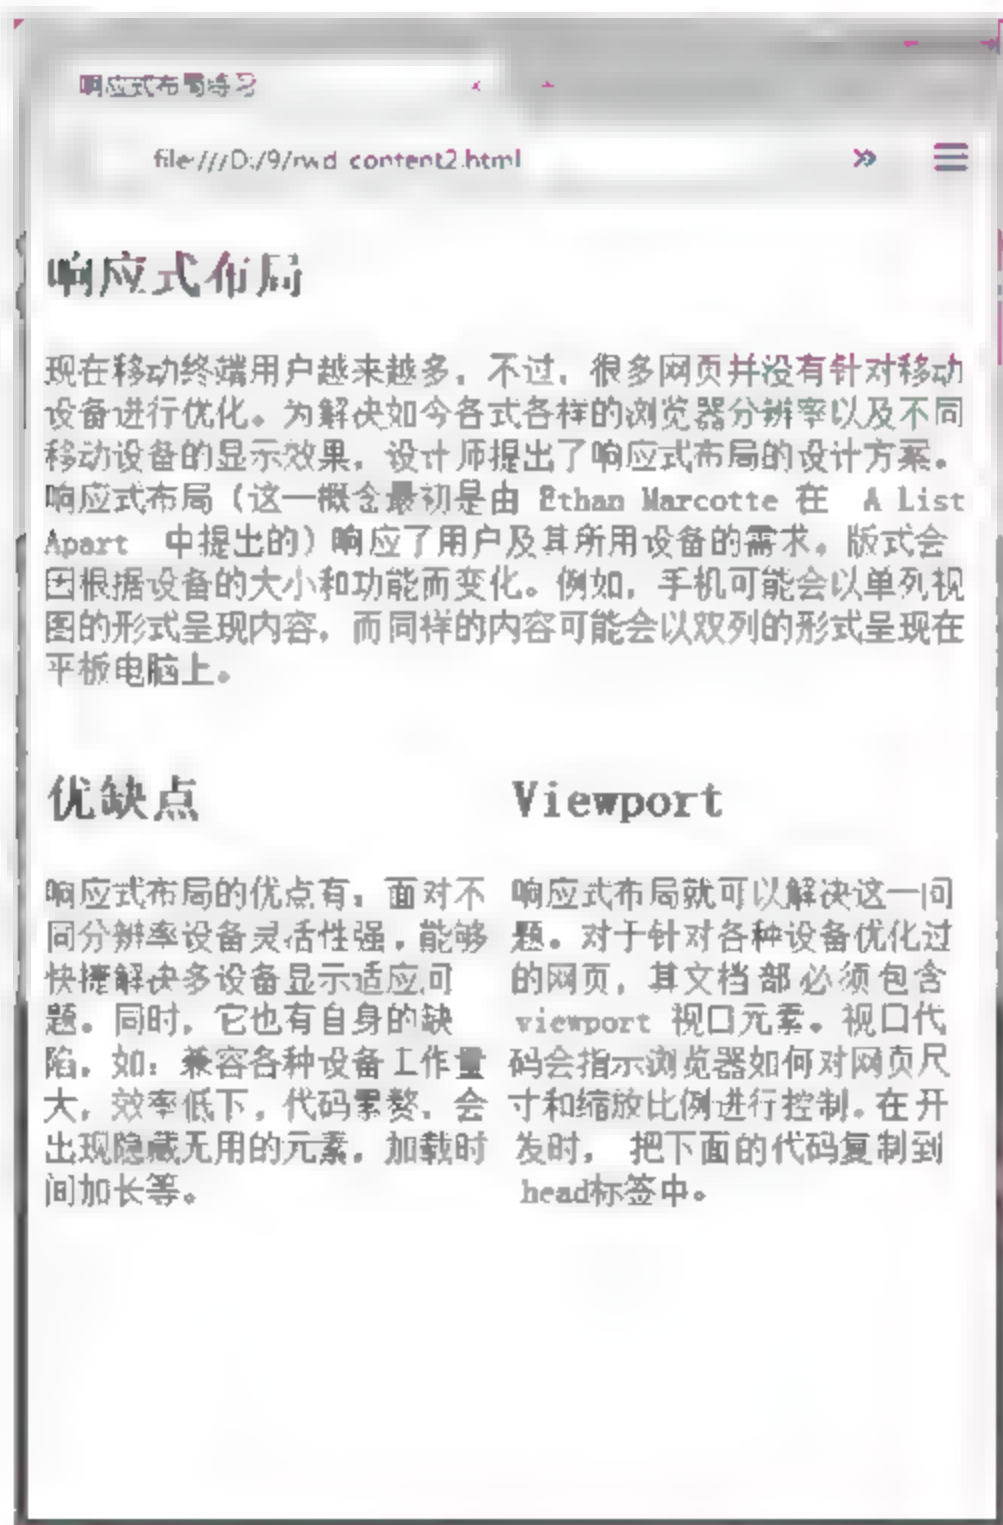 响应式布局练习
file:///D:/9/rwd_content2.html
响应式布局
现在移动终端用户越来越多，不过，很多网页并没有针对移动
设备进行优化。为解决如今各式各样的浏览器分辨率以及不同
移动设备的显示效果，设计师提出了响应式布局的设计方案。
响应式布局（这一概念最初是由 Ethan Marcotte 在 A List
Apart 中提出的）响应了用户及其所用设备的需求。版式会
因根据设备的大小和功能而变化。例如，手机可能会以单列视
图的形式呈现内容，而同样的内容可能会以双列的形式呈现在
平板电脑上。
优缺点
响应式布局的优点有：面对不
同分辨率设备灵活性强，能够
快捷解决多设备显示适应问
题。同时，它也有自身的缺
陷，如：兼容各种设备工作量
大，效率低下，代码累赘，会
出现隐藏无用的元素，加载时
间加长等。
Viewport
响应式布局就可以解决这一问
题。对于针对各种设备优化过
的网页，其文档部必须包含
viewport 视口元素。视口代
码会指示浏览器如何对网页尺
寸和缩放比例进行控制。在开
发时， 把下面的代码复制到
head标签中。